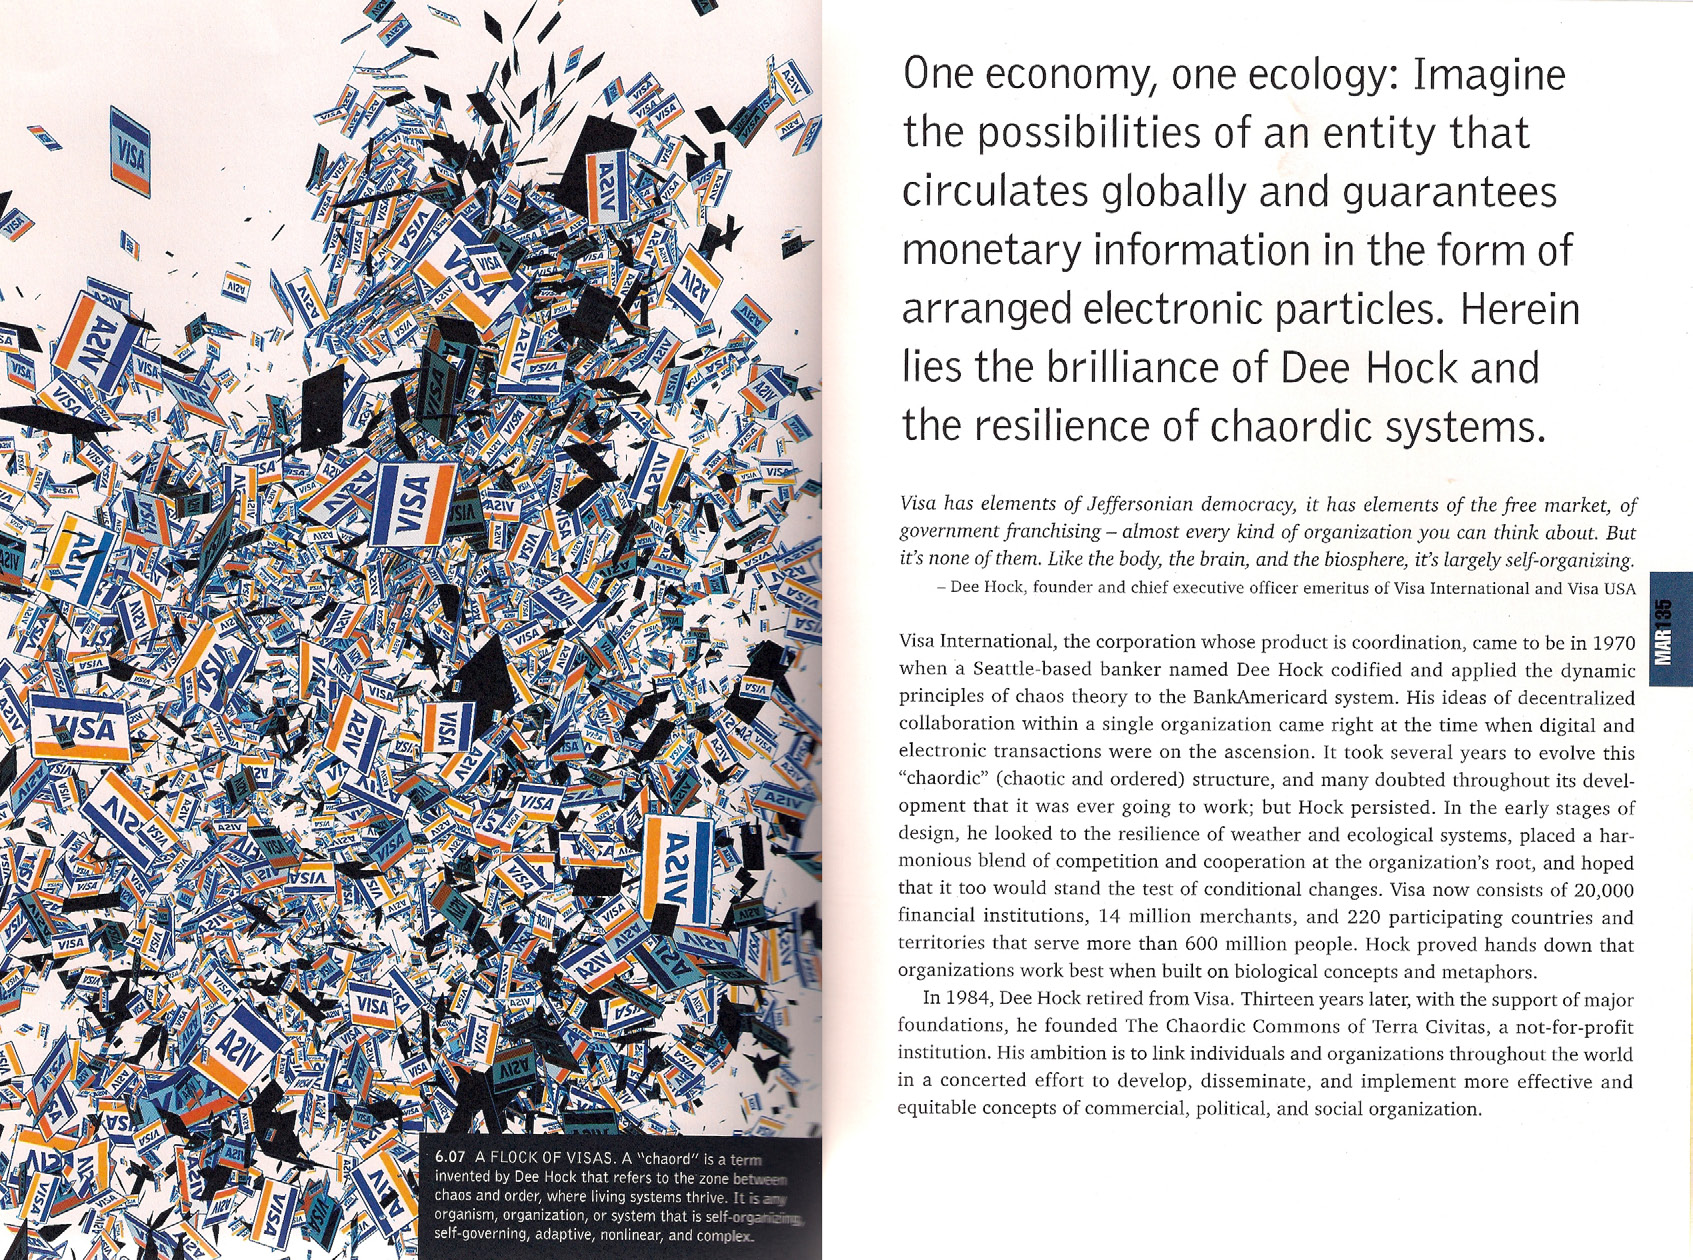 VISA
6.07 A FLOCK OF VISAS. A “chaord” is a term
invented by Dee Hock that refers to the zone between
chaos and order, where living systems thrive. It is any
organism, organization, or system that is self-organizing,
self-governing, adaptive, nonlinear, and complex.
One economy, one ecology: Imagine
the possibilities of an entity that
circulates globally and guarantees
monetary information in the form of
arranged electronic particles. Herein
lies the brilliance of Dee Hock and
the resilience of chaordic systems.
Visa has elements of Jeffersonian democracy, it has elements of the free market, of
government franchising – almost every kind of organization you can think about. But
it’s none of them. Like the body, the brain, and the biosphere, it’s largely self-organizing.
– Dee Hock, founder and chief executive officer emeritus of Visa International and Visa USA
Visa International, the corporation whose product is coordination, came to be in 1970
when a Seattle-based banker named Dee Hock codified and applied the dynamic
principles of chaos theory to the BankAmericard system. His ideas of decentralized
collaboration within a single organization came right at the time when digital and
electronic transactions were on the ascension. It took several years to evolve this
“chaordic” (chaotic and ordered) structure, and many doubted throughout its devel-
opment that it was ever going to work; but Hock persisted. In the early stages of
design, he looked to the resilience of weather and ecological systems, placed a har-
monious blend of competition and cooperation at the organization’s root, and hoped
that it too would stand the test of conditional changes. Visa now consists of 20,000
financial institutions, 14 million merchants, and 220 participating countries and
territories that serve more than 600 million people. Hock proved hands down that
organizations work best when built on biological concepts and metaphors.
In 1984, Dee Hock retired from Visa. Thirteen years later, with the support of major
foundations, he founded The Chaordic Commons of Terra Civitas, a not-for-profit
institution. His ambition is to link individuals and organizations throughout the world
in a concerted effort to develop, disseminate, and implement more effective and
equitable concepts of commercial, political, and social organization.
MAR135